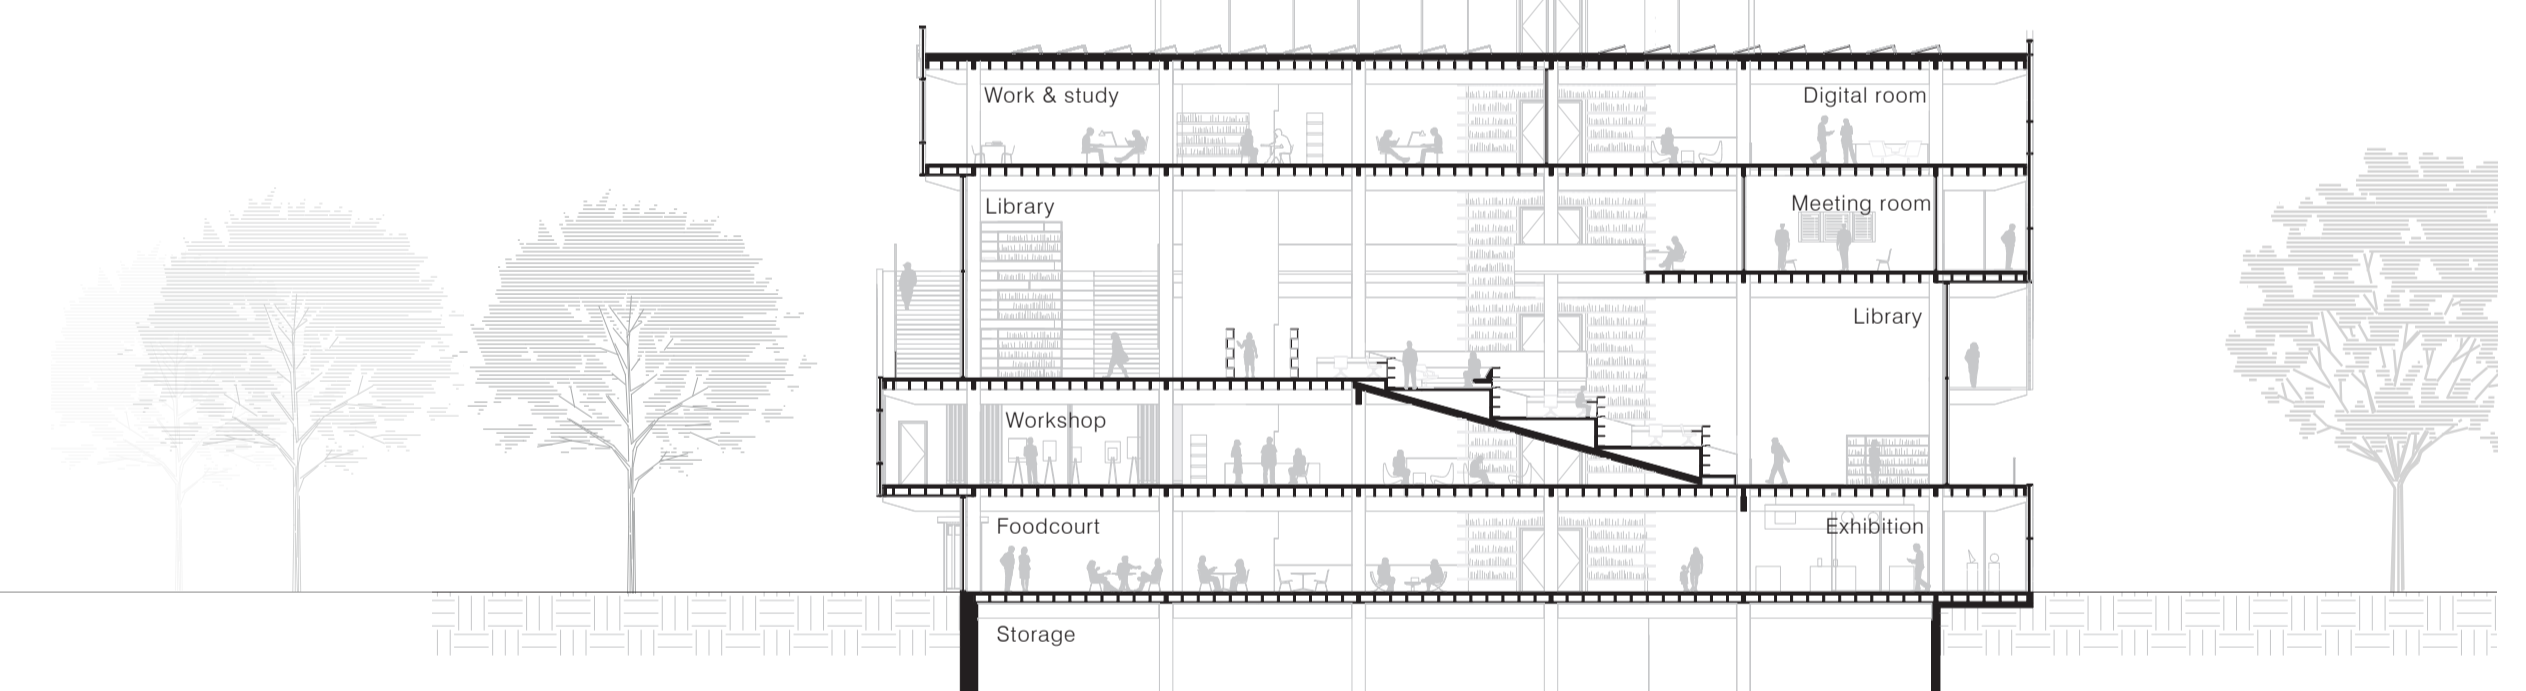 Work & study
Digital room
Library
Meeting room
Library
Workshop
Foodcourt
Exhibition
Storage